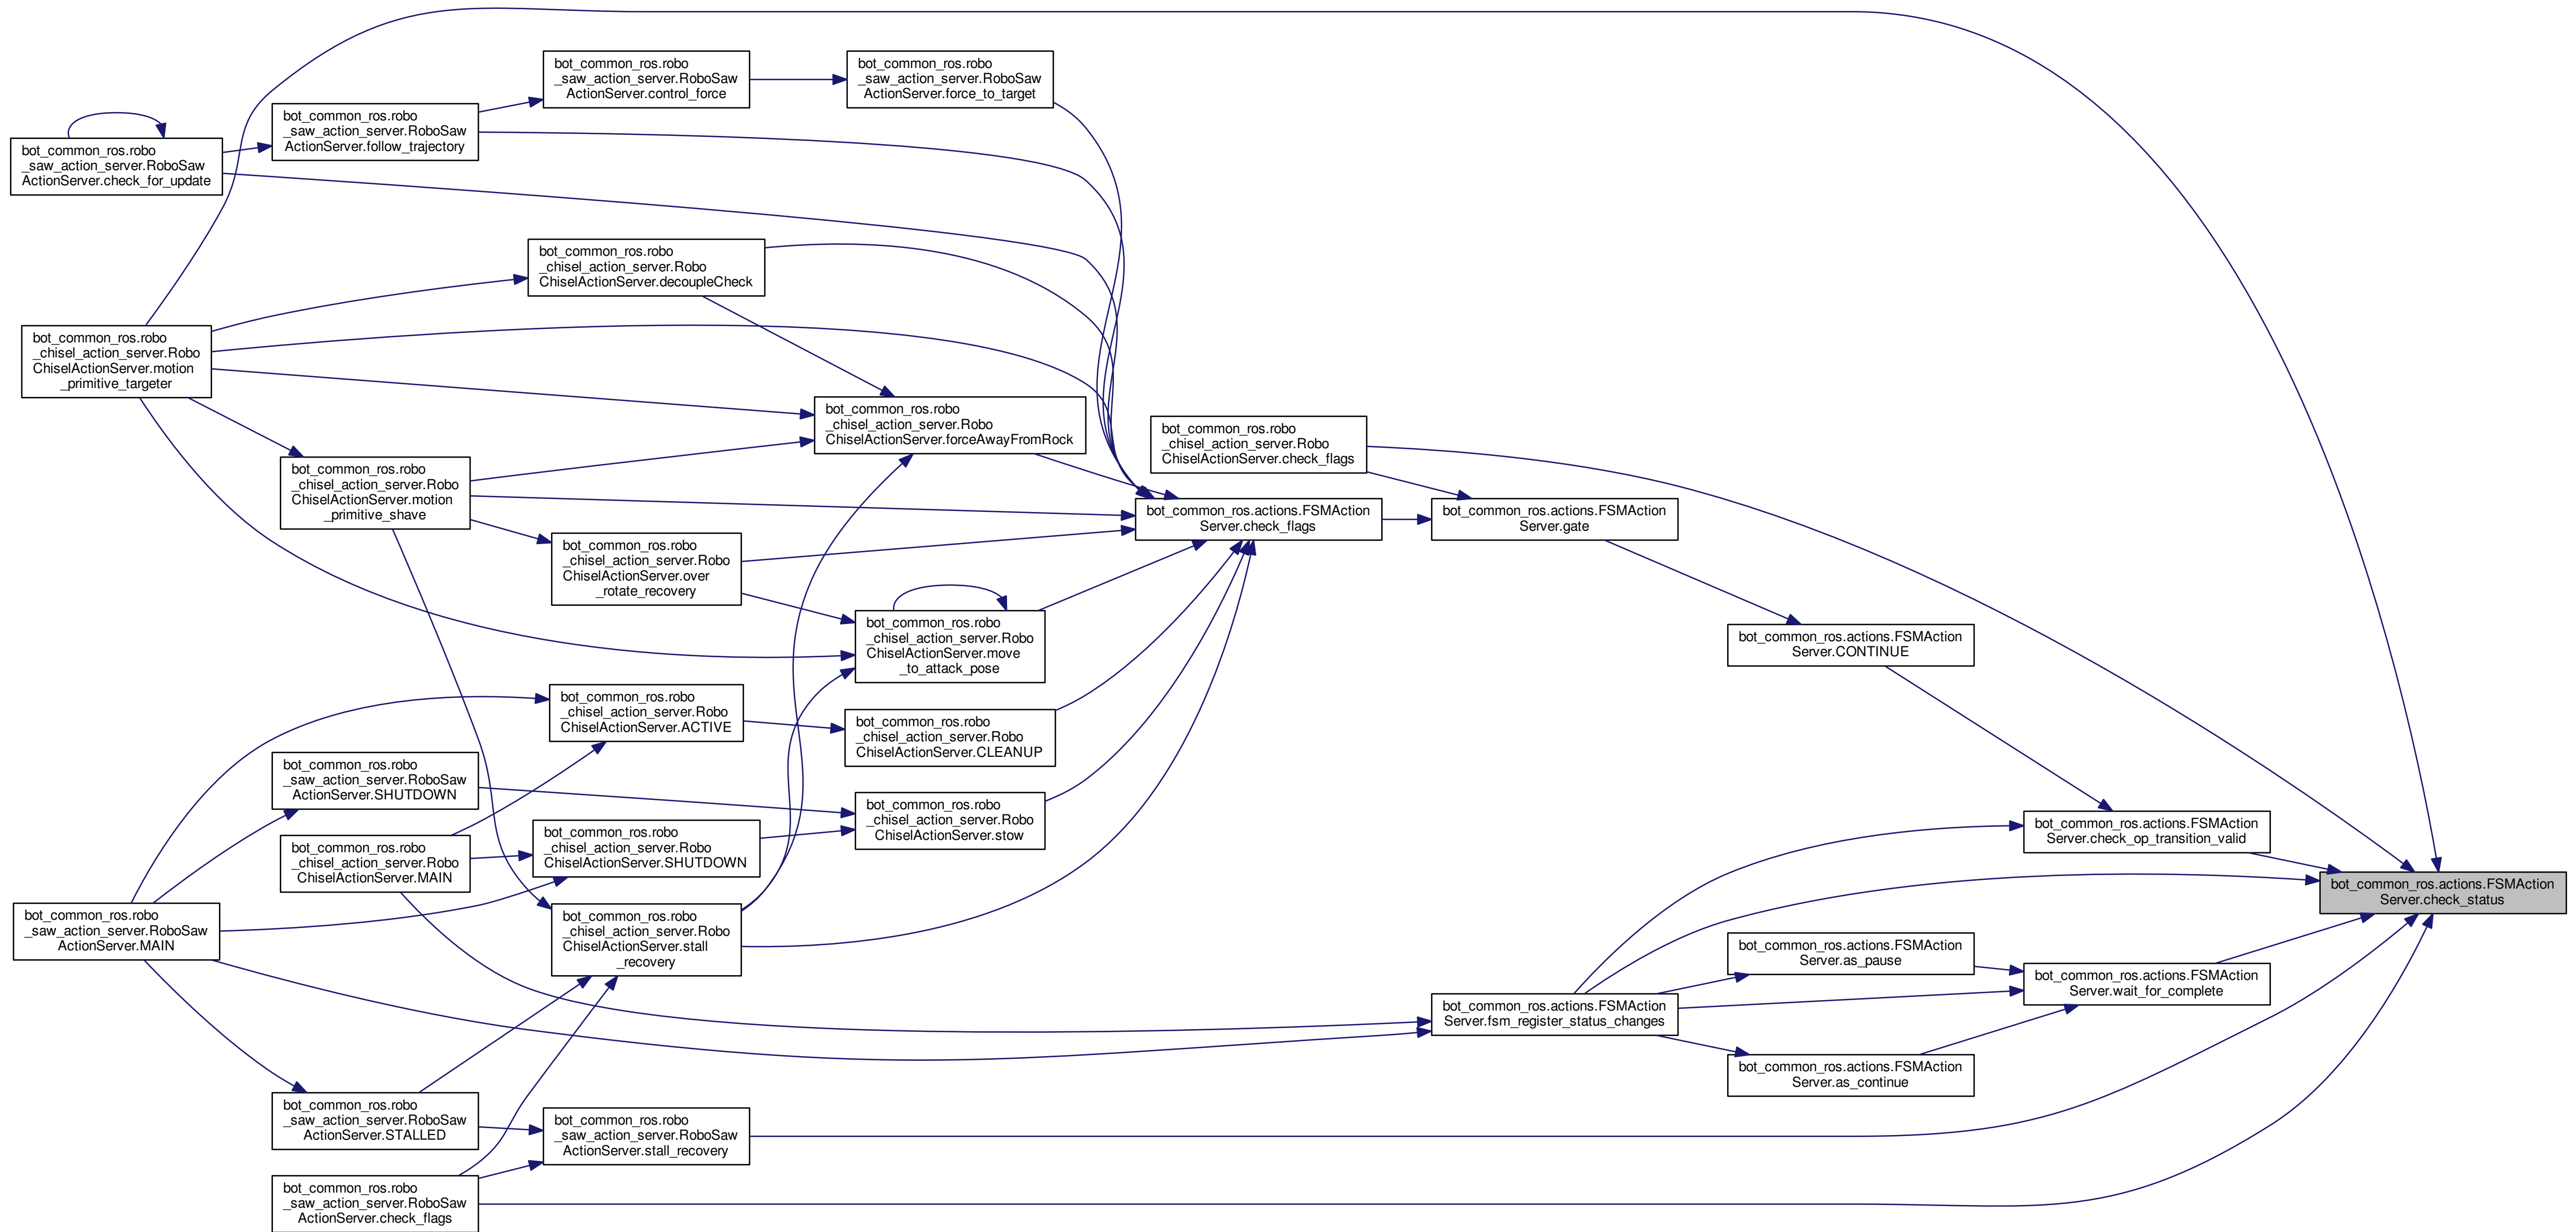 bot_common_ros.robo
_saw_action_server.RoboSaw
ActionServer.control_force
bot_common_ros.robo
_saw_action_server.RoboSaw
ActionServer.force_to_target
bot_common_ros.robo
_saw_action_server.RoboSaw
ActionServer.follow_trajectory
bot_common_ros.robo
_saw_action_server.RoboSaw
ActionServer.check_for_update
bot_common_ros.robo
_chisel_action_server.Robo
ChiselActionServer.decoupleCheck
bot_common_ros.robo
_chisel_action_server.Robo
ChiselActionServer.motion
_primitive_targeter
bot_common_ros.robo
_chisel_action_server.Robo
ChiselActionServer.forceAwayFromRock
bot_common_ros.robo
_chisel_action_server.Robo
ChiselActionServer.check_flags
bot_common_ros.robo
_chisel_action_server.Robo
ChiselActionServer.motion
_primitive_shave
bot_common_ros.actions.FSMAction
Server.check_flags
bot_common_ros.actions.FSMAction
Server.gate
bot_common_ros.robo
_chisel_action_server.Robo
ChiselActionServer.over
_rotate_recovery
bot_common_ros.robo
_chisel_action_server.Robo
ChiselActionServer.move
_to_attack_pose
bot_common_ros.actions.FSMAction
Server.CONTINUE
bot_common_ros.robo
_chisel_action_server.Robo
ChiselActionServer.ACTIVE
bot_common_ros.robo
_chisel_action_server.Robo
ChiselActionServer.CLEANUP
bot_common_ros.robo
_saw_action_server.RoboSaw
ActionServer.SHUTDOWN
bot_common_ros.robo
_chisel_action_server.Robo
ChiselActionServer.stow
bot_common_ros.actions.FSMAction
Server.check_op_transition_valid
bot_common_ros.robo
_chisel_action_server.Robo
ChiselActionServer.SHUTDOWN
bot_common_ros.robo
_chisel_action_server.Robo
ChiselActionServer.MAIN
bot_common_ros.actions.FSMAction
Server.check_status
bot_common_ros.robo
_saw_action_server.RoboSaw
ActionServer.MAIN
bot_common_ros.robo
_chisel_action_server.Robo
ChiselActionServer.stall
_recovery
bot_common_ros.actions.FSMAction
Server.as_pause
bot_common_ros.actions.FSMAction
Server.wait_for_complete
bot_common_ros.actions.FSMAction
Server.fsm_register_status_changes
bot_common_ros.actions.FSMAction
Server.as_continue
bot_common_ros.robo
_saw_action_server.RoboSaw
ActionServer.STALLED
bot_common_ros.robo
_saw_action_server.RoboSaw
ActionServer.stall_recovery
bot_common_ros.robo
_saw_action_server.RoboSaw
ActionServer.check_flags